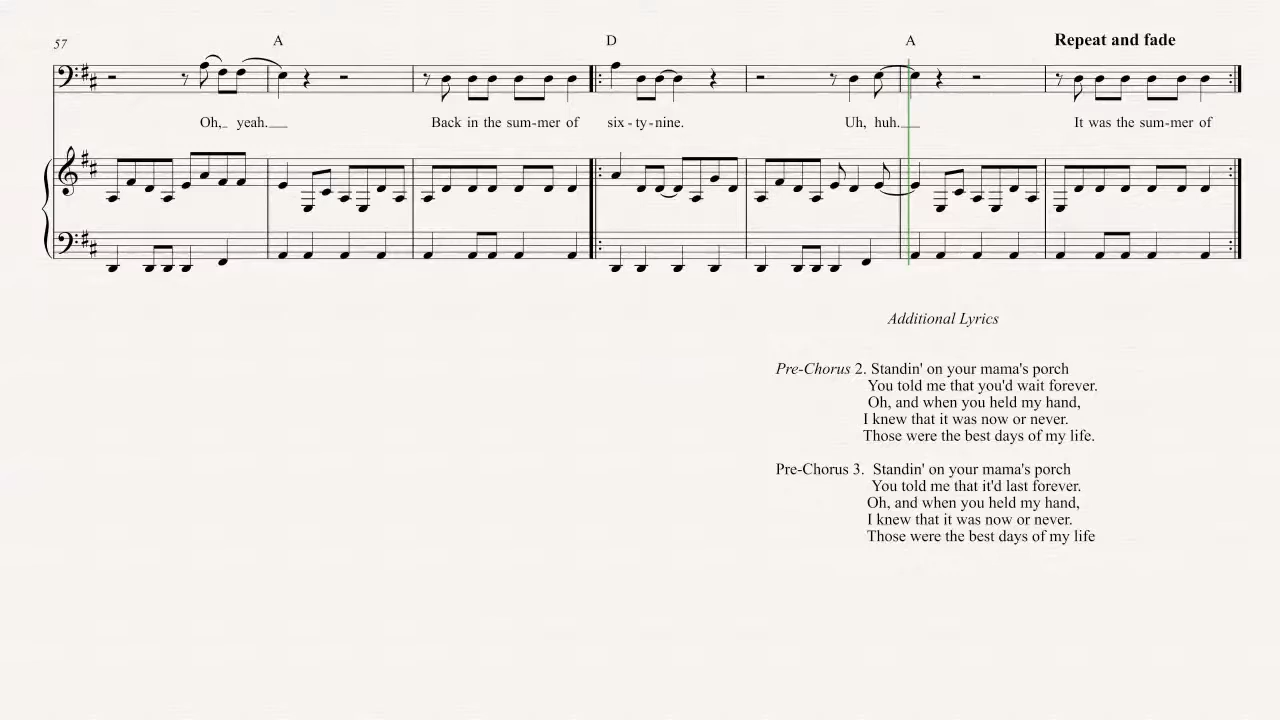 57 A D A Repeat and fade
Oh, yeah. Back in the sum-mer of six-ty-nine. Uh, huh. It was the sum-mer of
Additional Lyrics
Pre-Chorus 2. Standin' on your mama's porch
You told me that you'd wait forever.
Oh, and when you held my hand,
I knew that it was now or never.
Those were the best days of my life.
Pre-Chorus 3. Standin' on your mama's porch
You told me that it'd last forever.
Oh, and when you held my hand,
I knew that it was now or never.
Those were the best days of my life